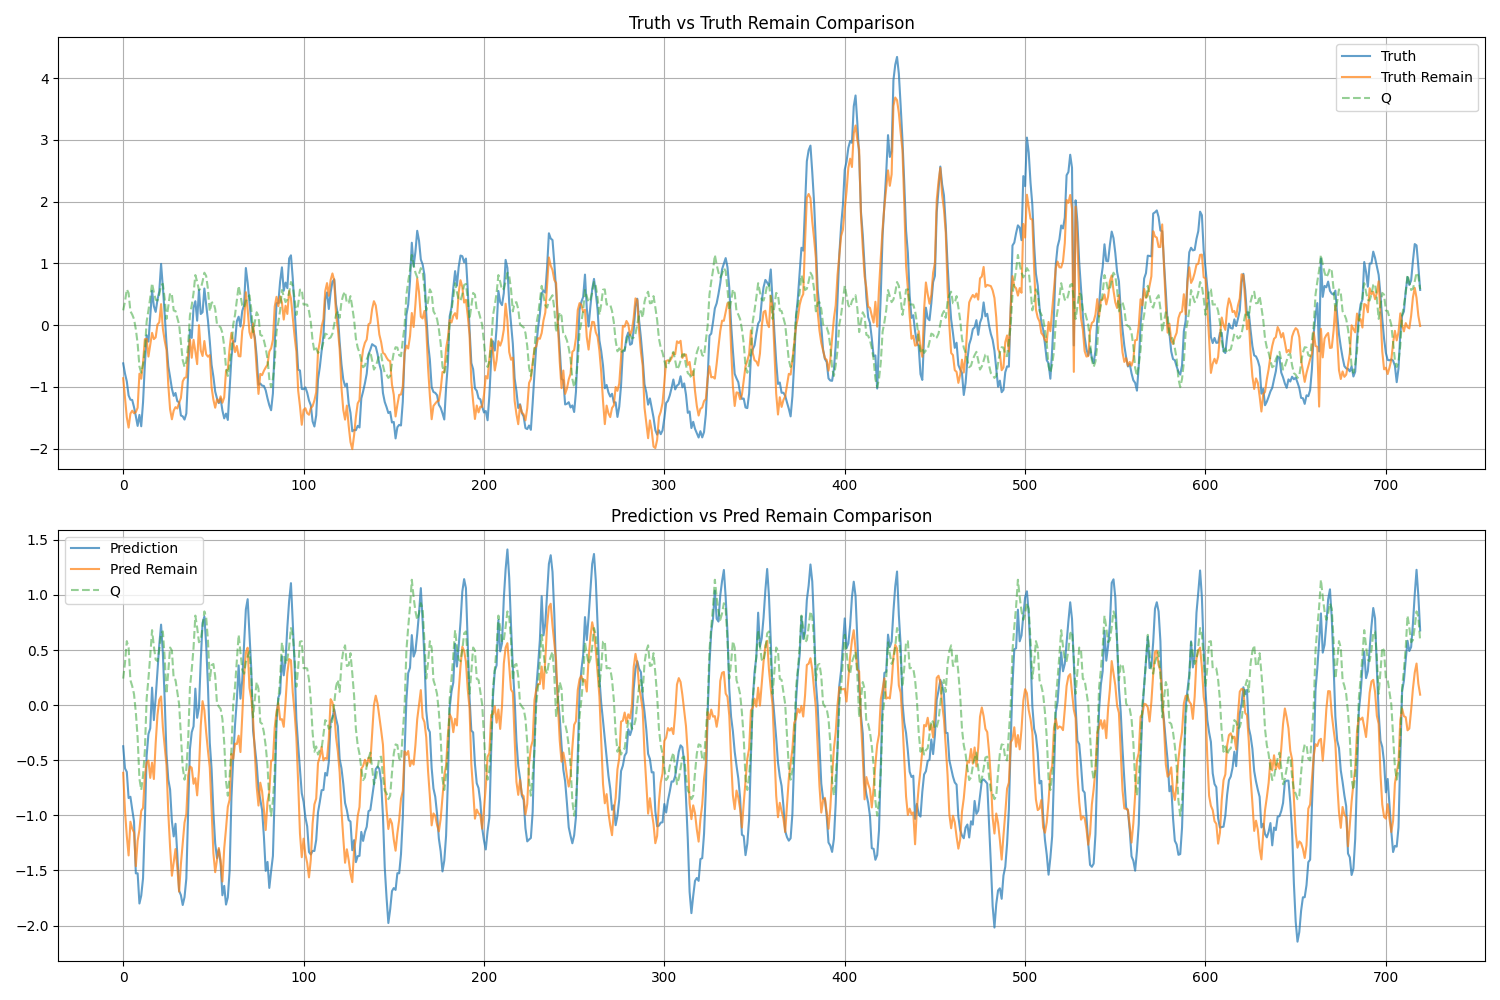 Truth vs Truth Remain Comparison
Truth
Truth Remain
Q
4
3
2
1
0
−1
−2
0 100 200 300 400 500 600 700
Prediction vs Pred Remain Comparison
Prediction
Pred Remain
Q
1.5
1.0
0.5
0.0
−0.5
−1.0
−1.5
−2.0
0 100 200 300 400 500 600 700